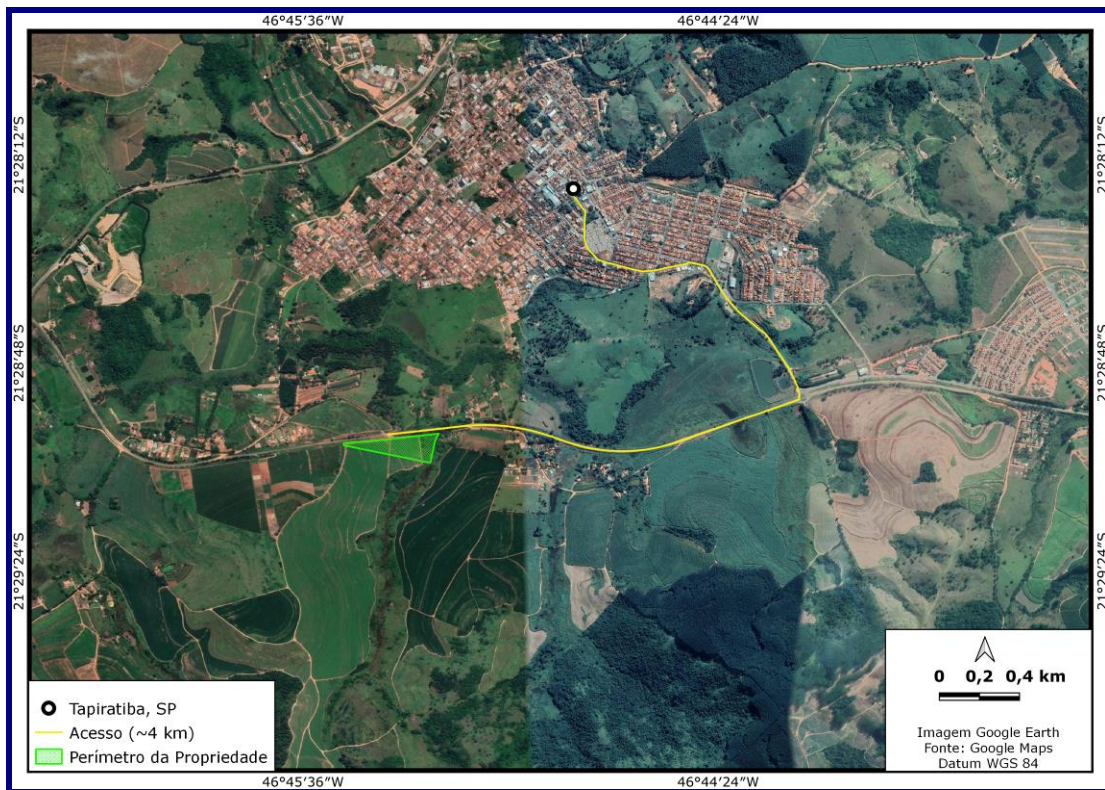 46°45'36"W
46°44'24"W
21°28'12"S
21°28'12"S
21°28'48"S
21°28'48"S
21°29'24"S
21°29'24"S
Tapiratiba, SP
Acesso (~4 km)
Perímetro da Propriedade
0 0,2 0,4 km
Imagem Google Earth
Fonte: Google Maps
Datum WGS 84
46°45'36"W
46°44'24"W